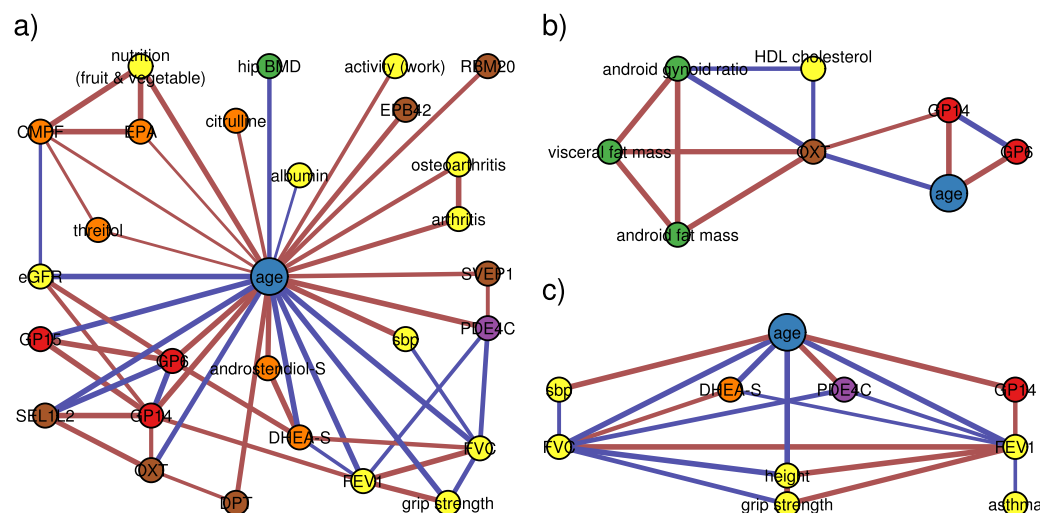 a)
nutrition
(fruit & vegetable)
hip BMD
activity (work)
RBM20
CMPF
EPA
citrulline
EPB42
osteoarthritis
albumin
arthritis
threitol
eGFR
age
SVEP1
GP15
GP6
sbp
PDE4C
androstendiol-S
SEL1L2
GP14
DHEA-S
FVC
OXT
FEV1
DPT
grip strength
b)
HDL cholesterol
android gynoid ratio
GP14
visceral fat mass
OXT
GP6
age
android fat mass
c)
age
sbp
DHEA-S
PDE4C
GP14
FVC
FEV1
height
grip strength
asthma